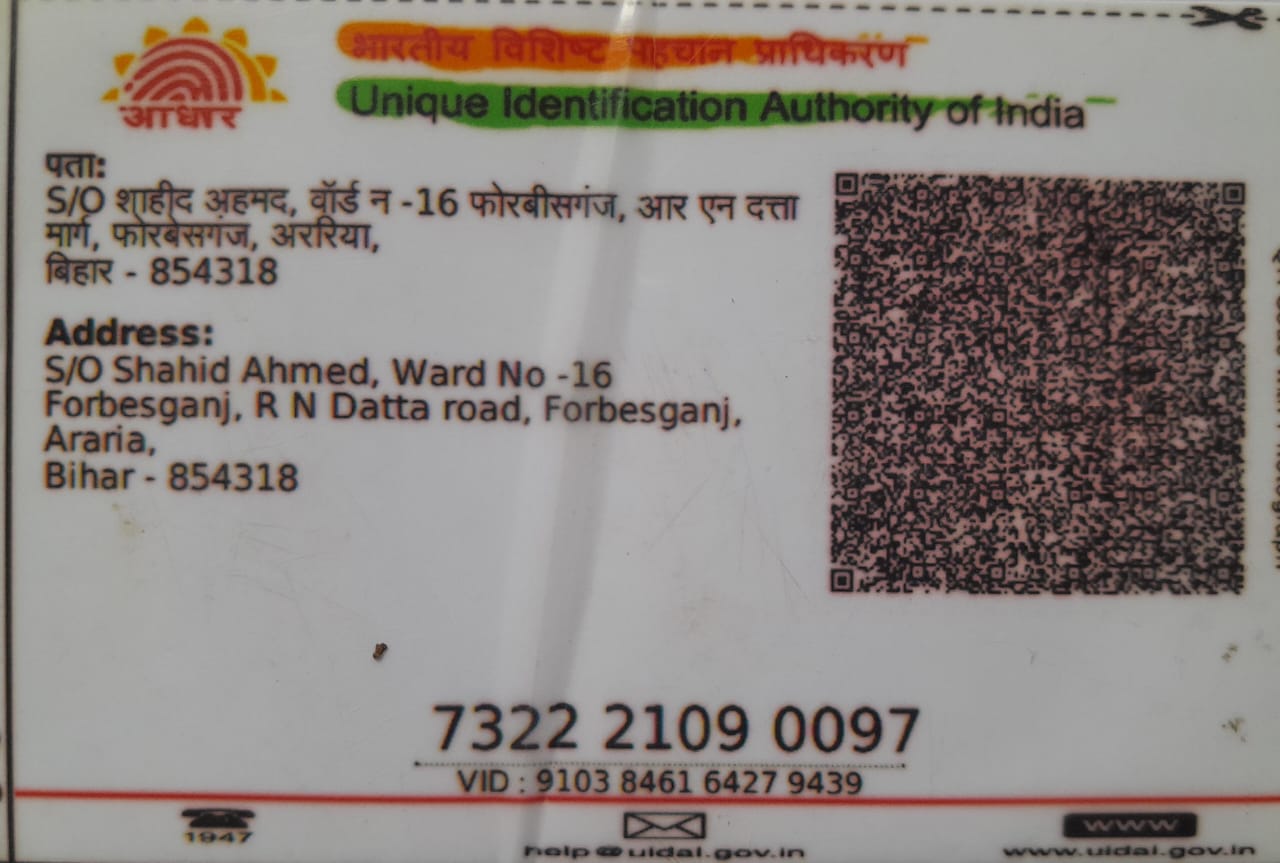 भारतीय विशिष्ट पहचान प्राधिकरण
Unique Identification Authority of India
आधार
पता:
S/O शाहीद अहमद, वॉर्ड न -16 फोरबीसगंज, आर एन दत्ता
मार्ग, फोरबेसगंज, अररिया,
बिहार - 854318
Address:
S/O Shahid Ahmed, Ward No -16
Forbesganj, R N Datta road, Forbesganj,
Araria,
Bihar - 854318
7322 2109 0097
VID : 9103 8461 6427 9439
1947
help@uidai.gov.in
www
www.uidai.gov.in